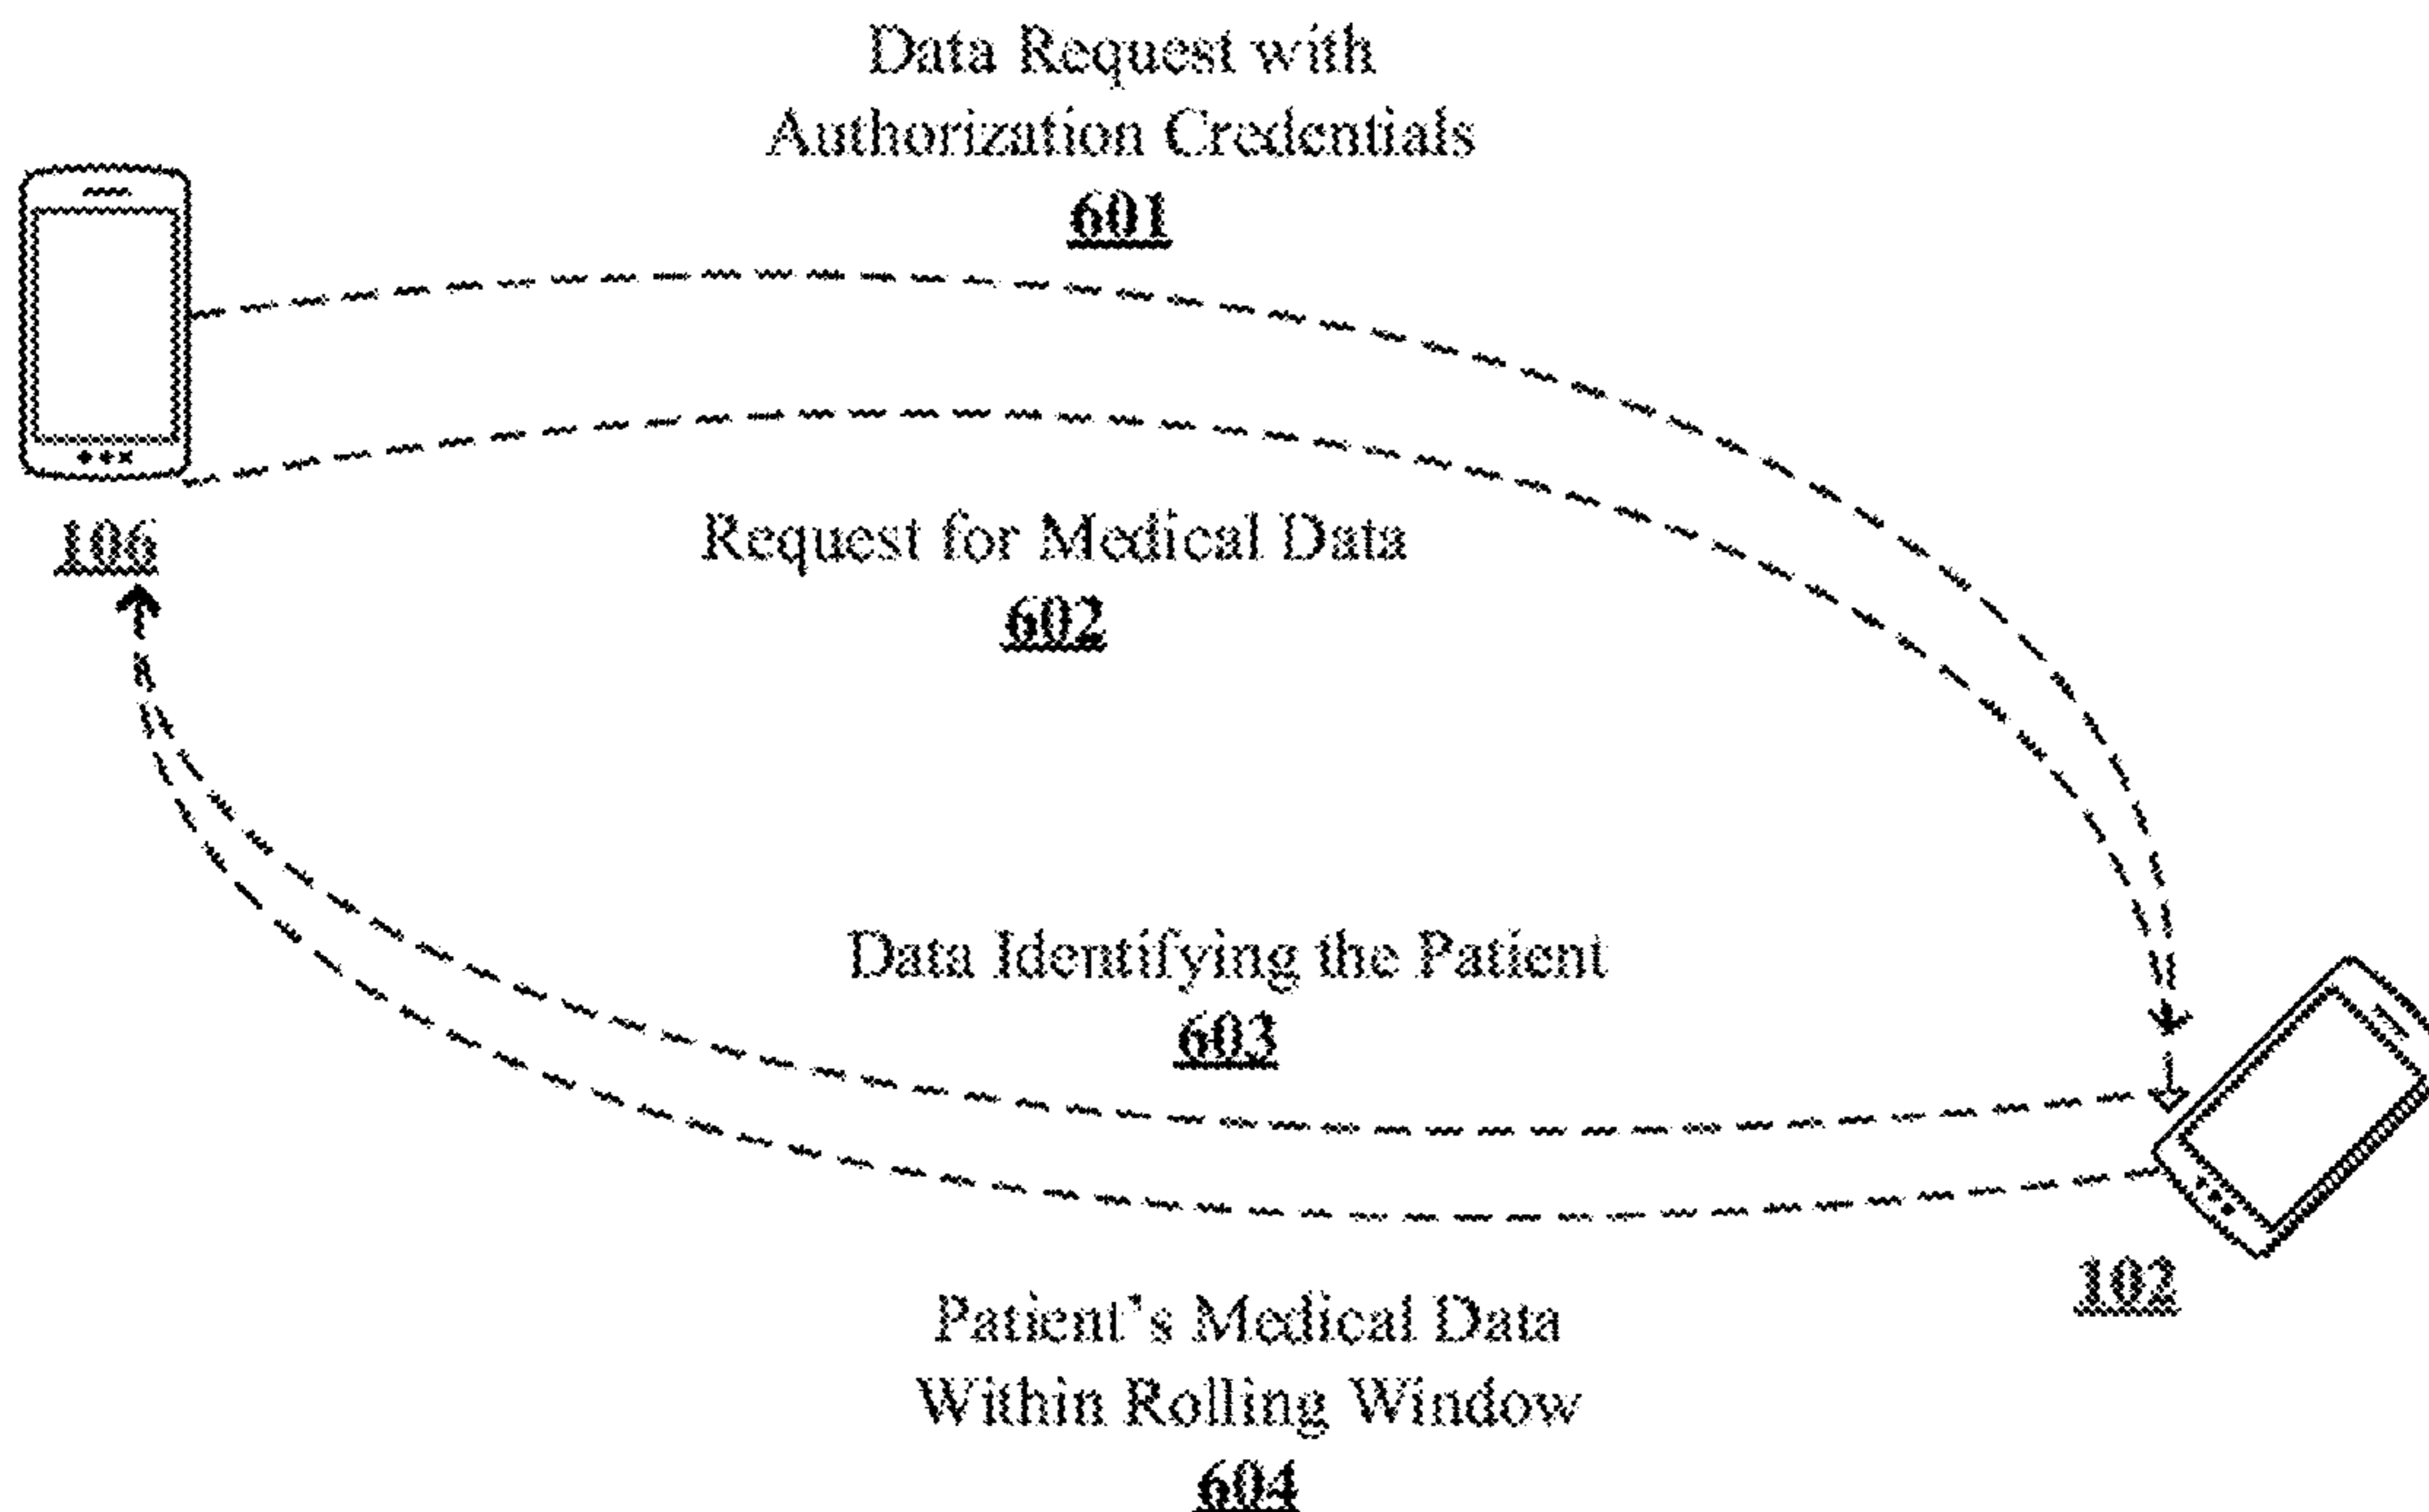 Data Request with
Authorization Credentials
601
106
Request for Medical Data
602
Data Identifying the Patient
603
102
Patient's Medical Data
Within Rolling Window
604